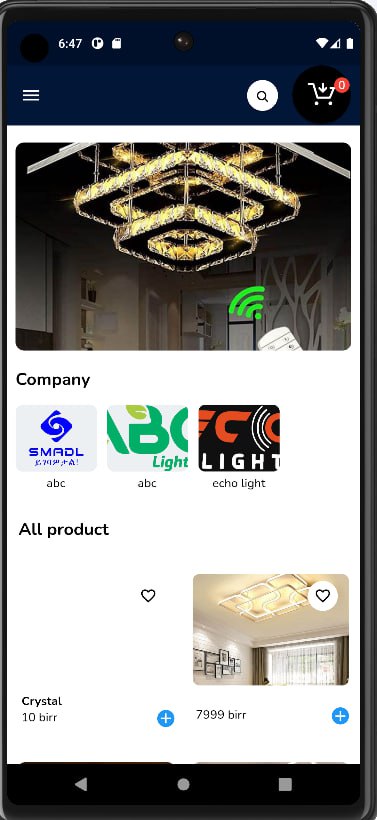 6:47
0
Company
SMADL
ይገባዎታል!
ABC
Light
ECO
LIGHT
abc
abc
echo light
All product
Crystal
10 birr
7999 birr